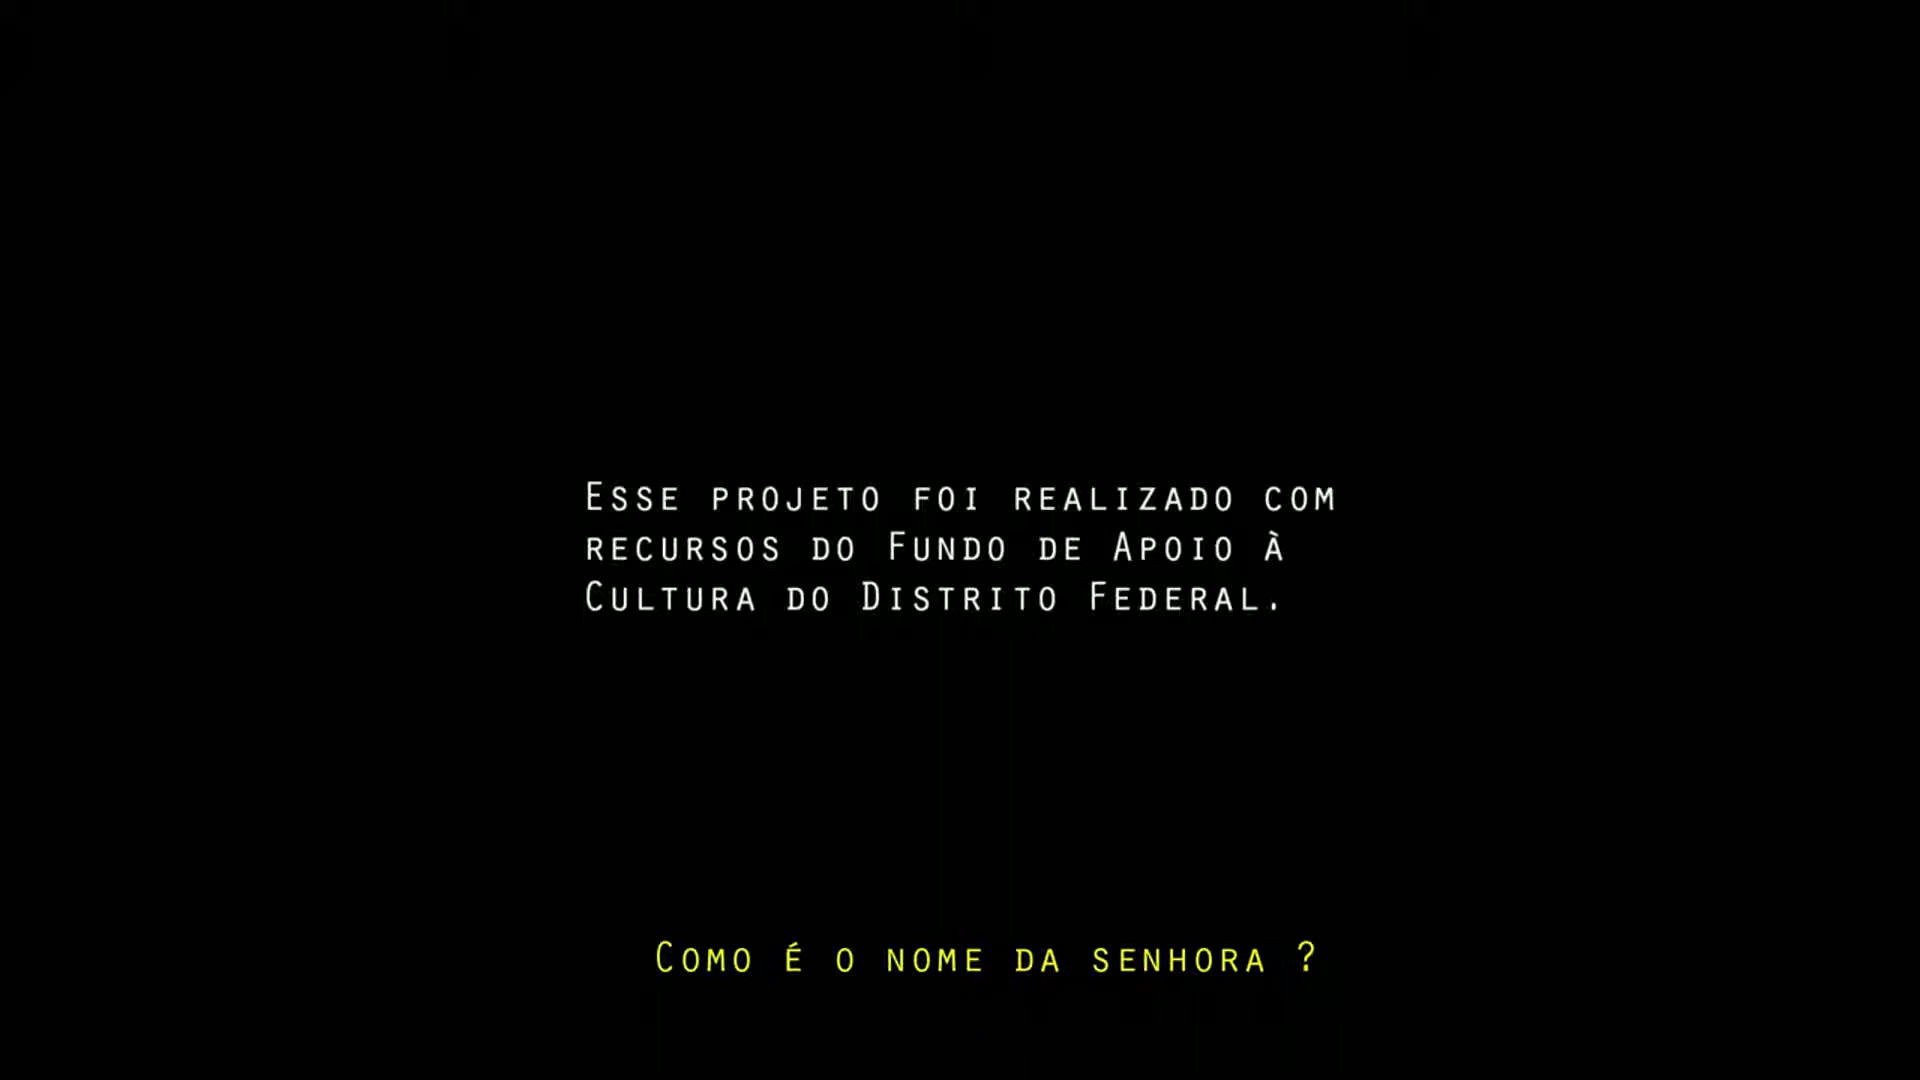 Esse projeto foi realizado com
recursos do Fundo de Apoio à
Cultura do Distrito Federal.
Como é o nome da senhora ?